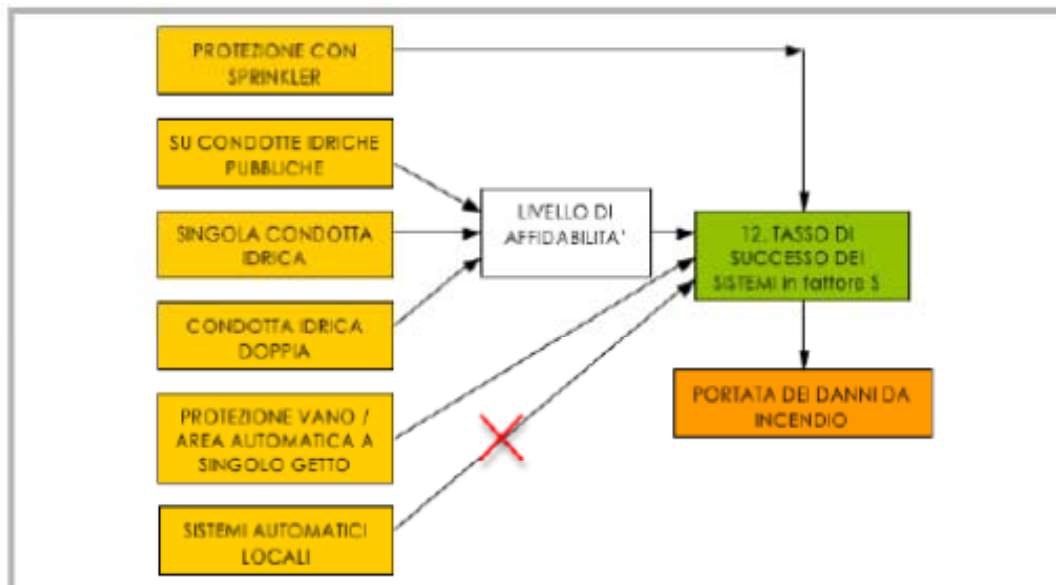 PROTEZIONE CON
SPRINKLER
SU CONDOTTE IDRICHE
PUBBLICHE
SINGOLA CONDOTTA
IDRICA
CONDOTTA IDRICA
DOPPIA
PROTEZIONE VANO /
AREA AUTOMATICA A
SINGOLO GETTO
SISTEMI AUTOMATICI
LOCALI
LIVELLO DI
AFFIDABILITA'
12. TASSO DI
SUCCESSO DEI
SISTEMI in fattore S
PORTATA DEI DANNI DA
INCENDIO